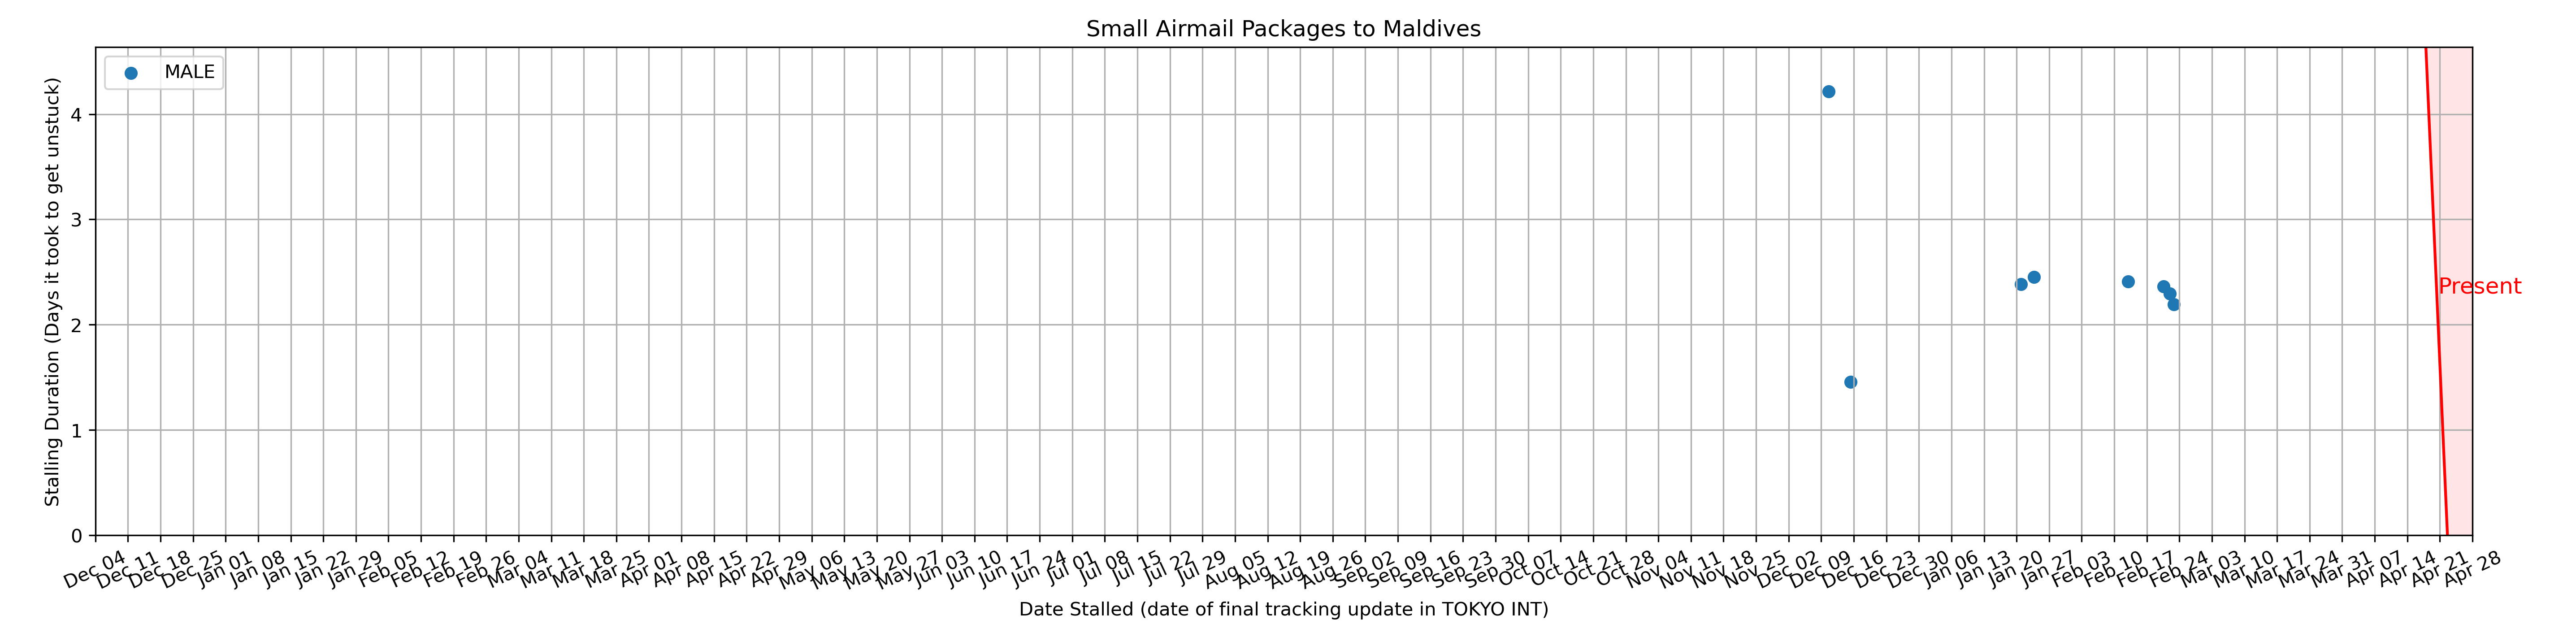 Small Airmail Packages to Maldives
MALE
Stalling Duration (Days it took to get unstuck)
4
3
2
1
0
Present
Dec 04 Dec 11 Dec 18 Dec 25 Jan 01 Jan 08 Jan 15 Jan 22 Jan 29 Feb 05 Feb 12 Feb 19 Feb 26 Mar 04 Mar 11 Mar 18 Mar 25 Apr 01 Apr 08 Apr 15 Apr 22 Apr 29 May 06 May 13 May 20 May 27 Jun 03 Jun 10 Jun 17 Jun 24 Jul 01 Jul 08 Jul 15 Jul 22 Jul 29 Aug 05 Aug 12 Aug 19 Aug 26 Sep 02 Sep 09 Sep 16 Sep 23 Sep 30 Oct 07 Oct 14 Oct 21 Oct 28 Nov 04 Nov 11 Nov 18 Nov 25 Dec 02 Dec 09 Dec 16 Dec 23 Dec 30 Jan 06 Jan 13 Jan 20 Jan 27 Feb 03 Feb 10 Feb 17 Feb 24 Mar 03 Mar 10 Mar 17 Mar 24 Mar 31 Apr 07 Apr 14 Apr 21 Apr 28
Date Stalled (date of final tracking update in TOKYO INT)